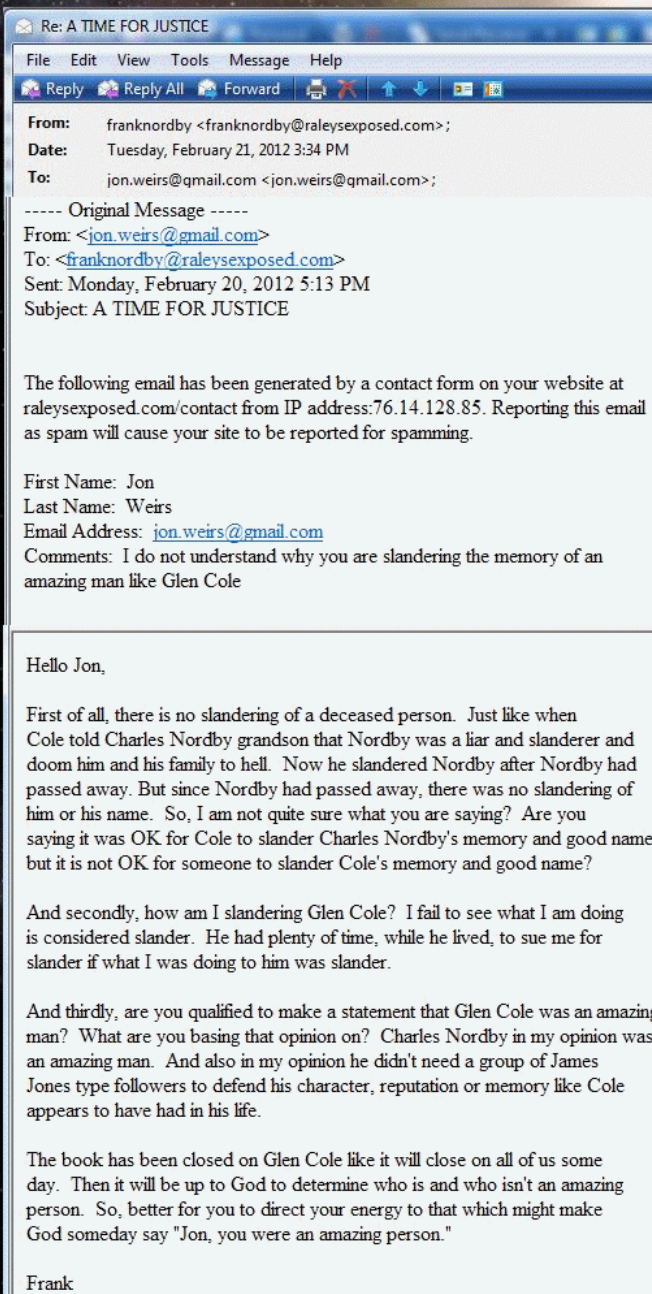 Re: A TIME FOR JUSTICE
File Edit View Tools Message Help
Reply Reply All Forward
From: franknordby <franknordby@raleysexposed.com>;
Date: Tuesday, February 21, 2012 3:34 PM
To: jon.weirs@gmail.com <jon.weirs@gmail.com>;
----- Original Message -----
From: <jon.weirs@gmail.com>
To: <franknordby@raleysexposed.com>
Sent: Monday, February 20, 2012 5:13 PM
Subject: A TIME FOR JUSTICE
The following email has been generated by a contact form on your website at
raleysexposed.com/contact from IP address:76.14.128.85. Reporting this email
as spam will cause your site to be reported for spamming.
First Name: Jon
Last Name: Weirs
Email Address: jon.weirs@gmail.com
Comments: I do not understand why you are slandering the memory of an
amazing man like Glen Cole
Hello Jon,
First of all, there is no slandering of a deceased person. Just like when
Cole told Charles Nordby grandson that Nordby was a liar and slanderer and
doom him and his family to hell. Now he slandered Nordby after Nordby had
passed away. But since Nordby had passed away, there was no slandering of
him or his name. So, I am not quite sure what you are saying? Are you
saying it was OK for Cole to slander Charles Nordby's memory and good name
but it is not OK for someone to slander Cole's memory and good name?
And secondly, how am I slandering Glen Cole? I fail to see what I am doing
is considered slander. He had plenty of time, while he lived, to sue me for
slander if what I was doing to him was slander.
And thirdly, are you qualified to make a statement that Glen Cole was an amazing
man? What are you basing that opinion on? Charles Nordby in my opinion was
an amazing man. And also in my opinion he didn't need a group of James
Jones type followers to defend his character, reputation or memory like Cole
appears to have had in his life.
The book has been closed on Glen Cole like it will close on all of us some
day. Then it will be up to God to determine who is and who isn't an amazing
person. So, better for you to direct your energy to that which might make
God someday say "Jon, you were an amazing person."
Frank